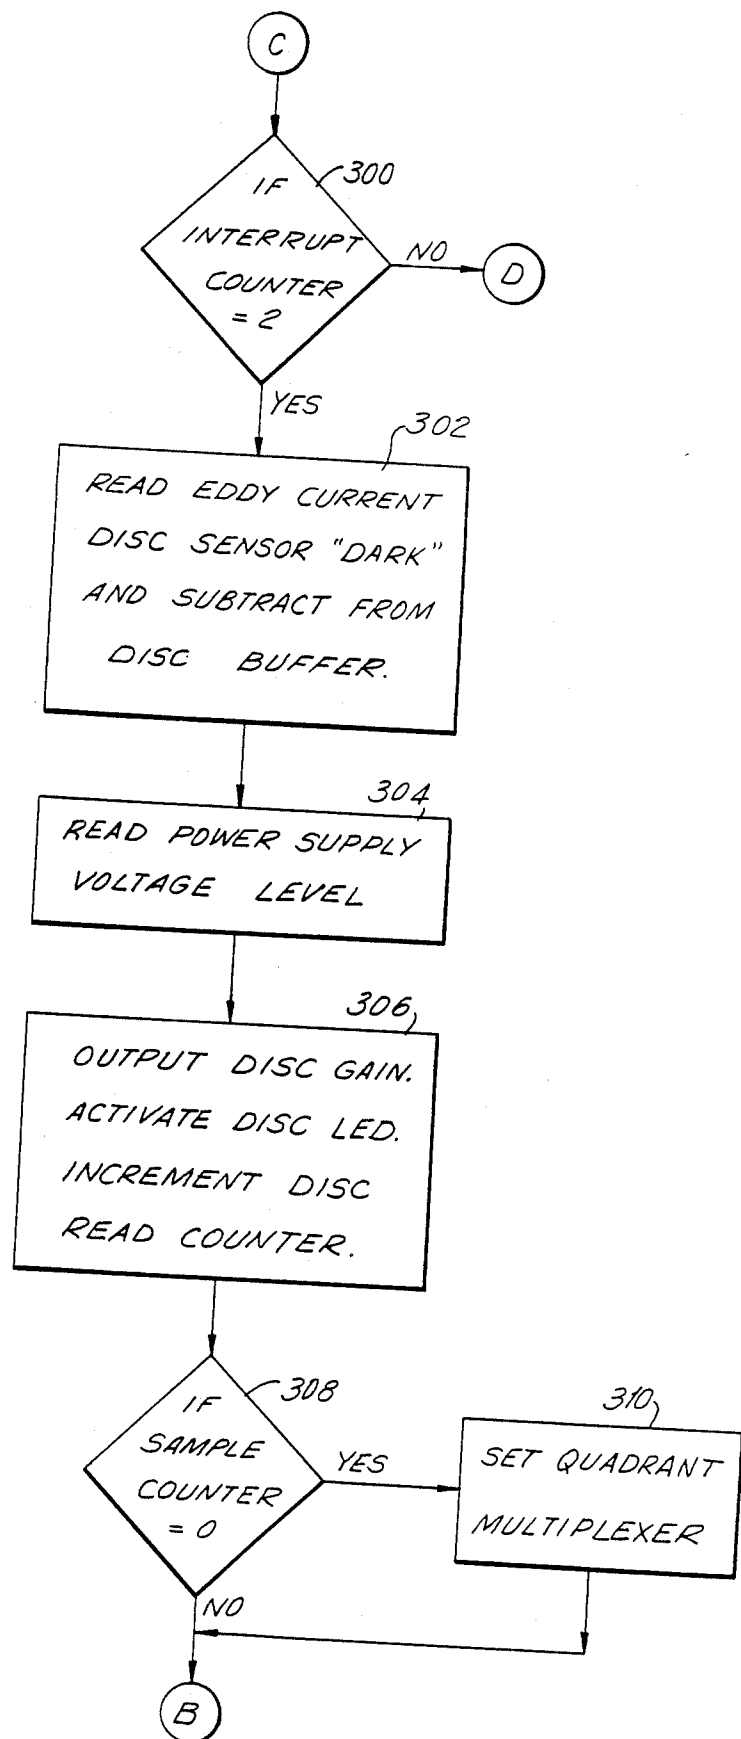 C
300
IF
INTERRUPT
COUNTER
= 2
NO
D
YES
302
READ EDDY CURRENT
DISC SENSOR "DARK"
AND SUBTRACT FROM
DISC BUFFER.
304
READ POWER SUPPLY
VOLTAGE LEVEL
306
OUTPUT DISC GAIN.
ACTIVATE DISC LED.
INCREMENT DISC
READ COUNTER.
308
IF
SAMPLE
COUNTER
= 0
YES
310
SET QUADRANT
MULTIPLEXER
NO
B